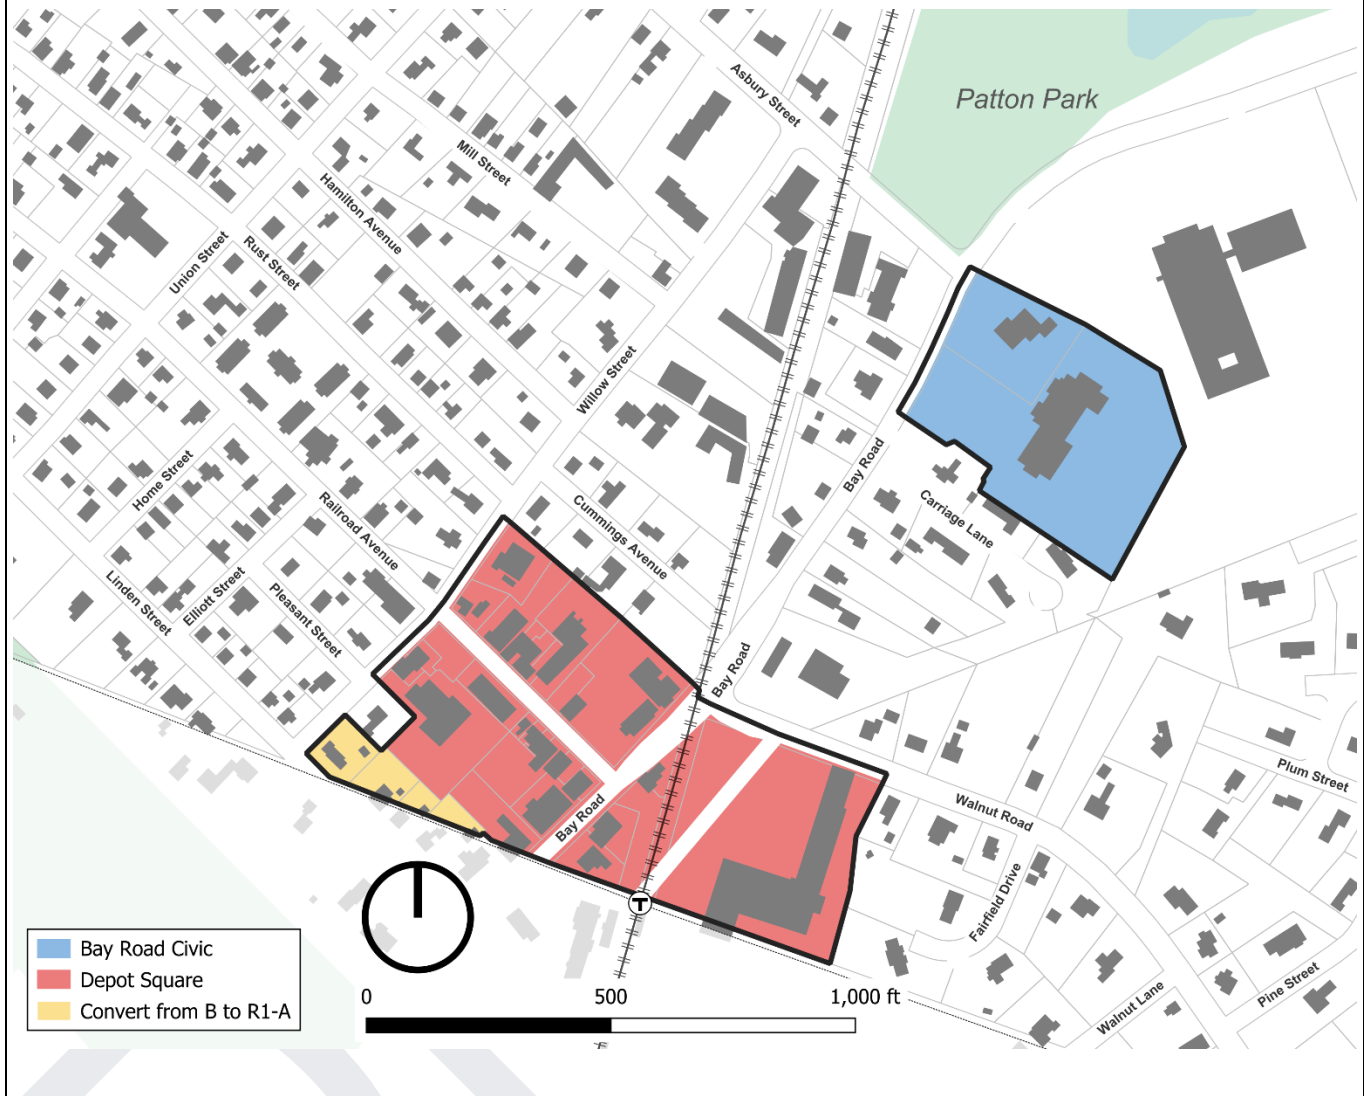 Patton Park
Asbury Street
Mill Street
Hamilton Avenue
Union Street
Rust Street
Willow Street
Bay Road
Home Street
Railroad Avenue
Cummings Avenue
Carriage Lane
Linden Street
Elliott Street
Pleasant Street
Bay Road
Bay Road
Plum Street
Walnut Road
Fairfield Drive
T
Pine Street
Walnut Lane
Bay Road Civic
Depot Square
Convert from B to R1-A
0 500 1,000 ft